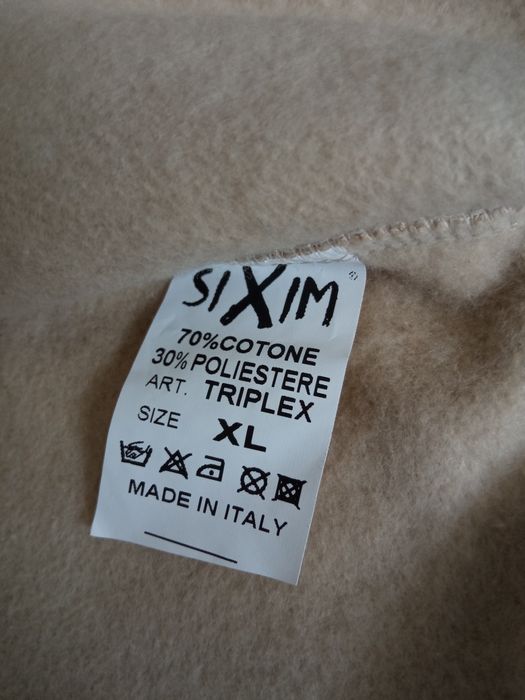 SIXIM ®
70%COTONE
30%POLIESTERE
ART. TRIPLEX
SIZE XL
MADE IN ITALY